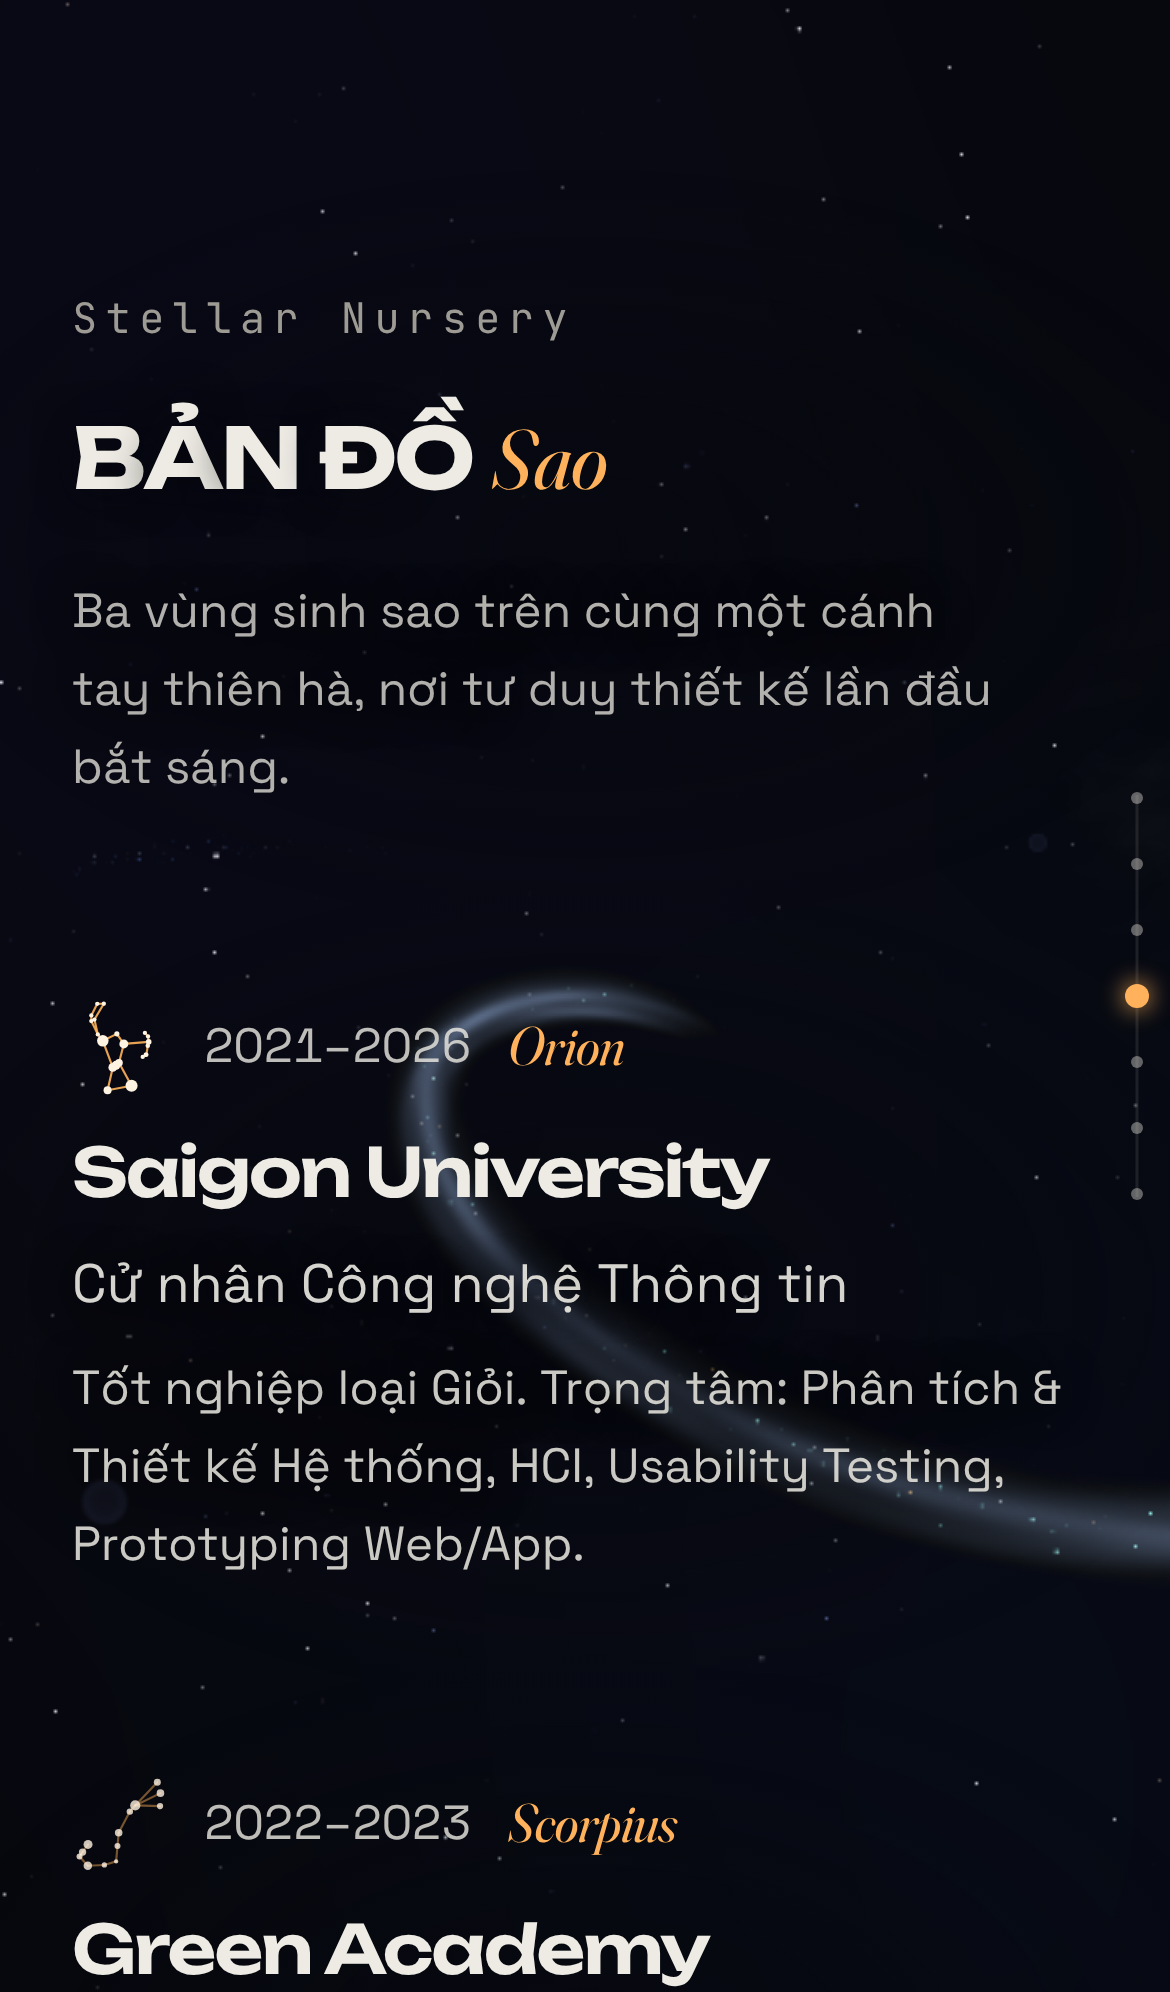 Stellar Nursery
BẢN ĐỒ Sao
Ba vùng sinh sao trên cùng một cánh
tay thiên hà, nơi tư duy thiết kế lần đầu
bắt sáng.
2021–2026 Orion
Saigon University
Cử nhân Công nghệ Thông tin
Tốt nghiệp loại Giỏi. Trọng tâm: Phân tích &
Thiết kế Hệ thống, HCI, Usability Testing,
Prototyping Web/App.
2022–2023 Scorpius
Green Academy